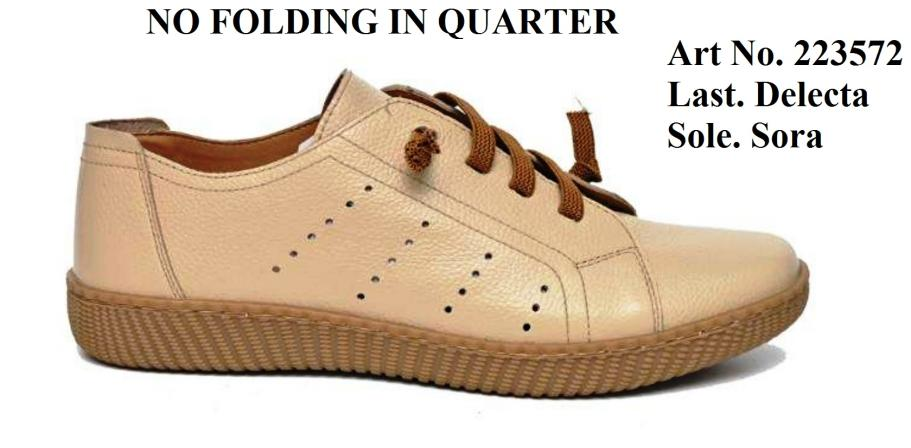 NO FOLDING IN QUARTER
Art No. 223572
Last. Delecta
Sole. Sora